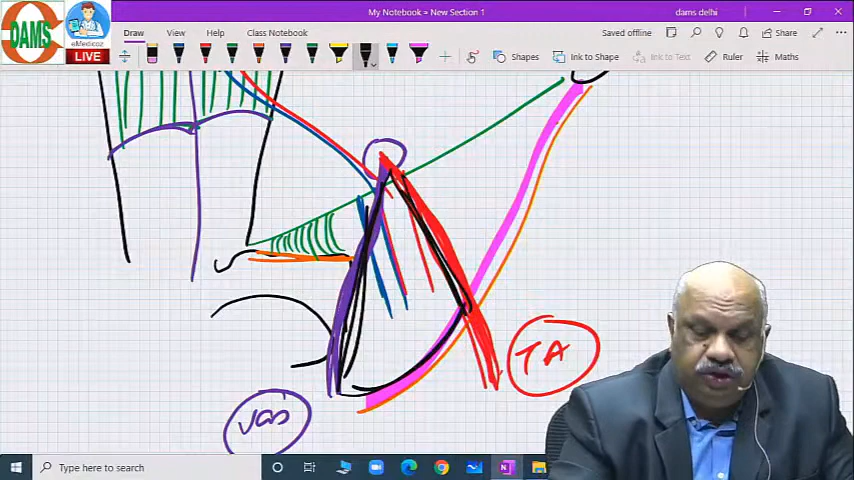 DAMS
eMedicoz
LIVE
My Notebook = New Section 1
dams delhi
Draw
View
Help
Class Notebook
Saved offline
Share
Shapes
Ink to Shape
Ink to Text
Ruler
Maths
TA
Vas
Type here to search